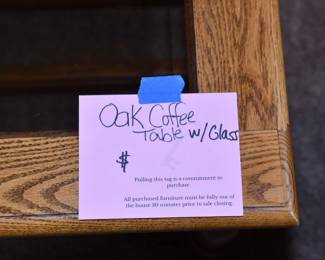 Oak Coffee
Table w/Glass
$
Pulling this tag is a commitment to
purchase.
All purchased furniture must be fully out of
the house 30 minutes prior to sale closing.